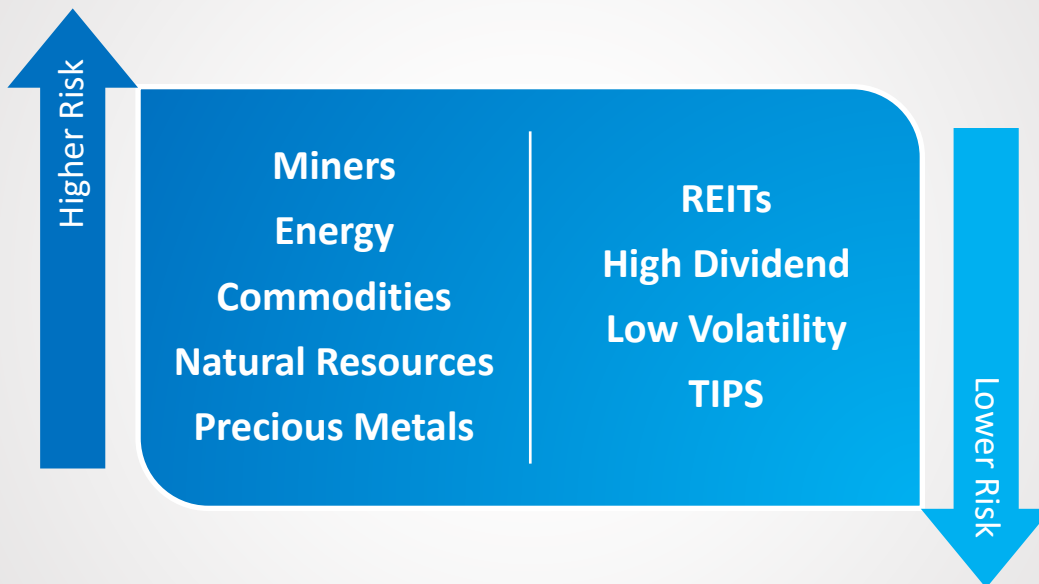 Higher Risk
Miners
Energy
Commodities
Natural Resources
Precious Metals
REITs
High Dividend
Low Volatility
TIPS
Lower Risk